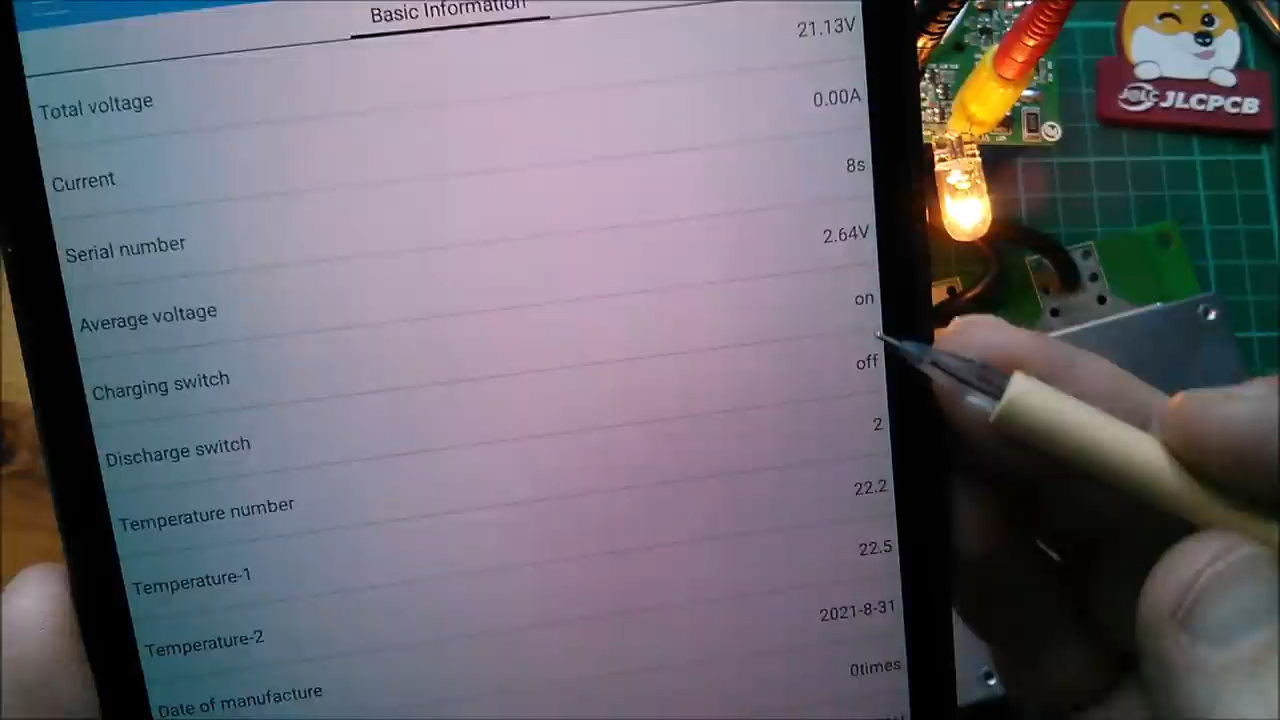 Basic Information
Total voltage 21.13V
Current 0.00A
Serial number 8s
Average voltage 2.64V
Charging switch on
Discharge switch off
Temperature number 2
Temperature-1 22.2
Temperature-2 22.5
Date of manufacture 2021-8-31
0times
JLC JLCPCB